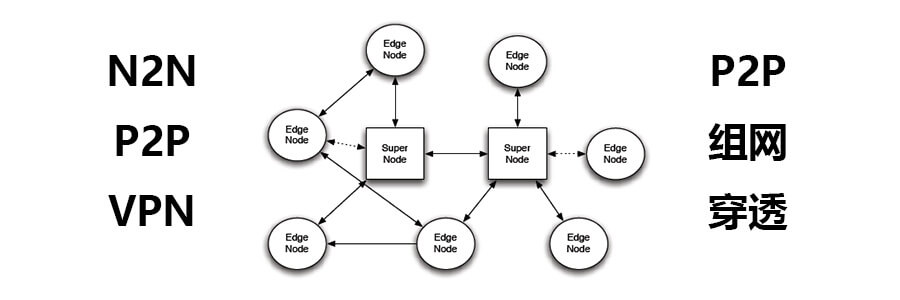 N2N
P2P
VPN
Edge
Node
Edge
Node
Edge
Node
Super
Node
Super
Node
Edge
Node
Edge
Node
Edge
Node
Edge
Node
P2P
组网
穿透